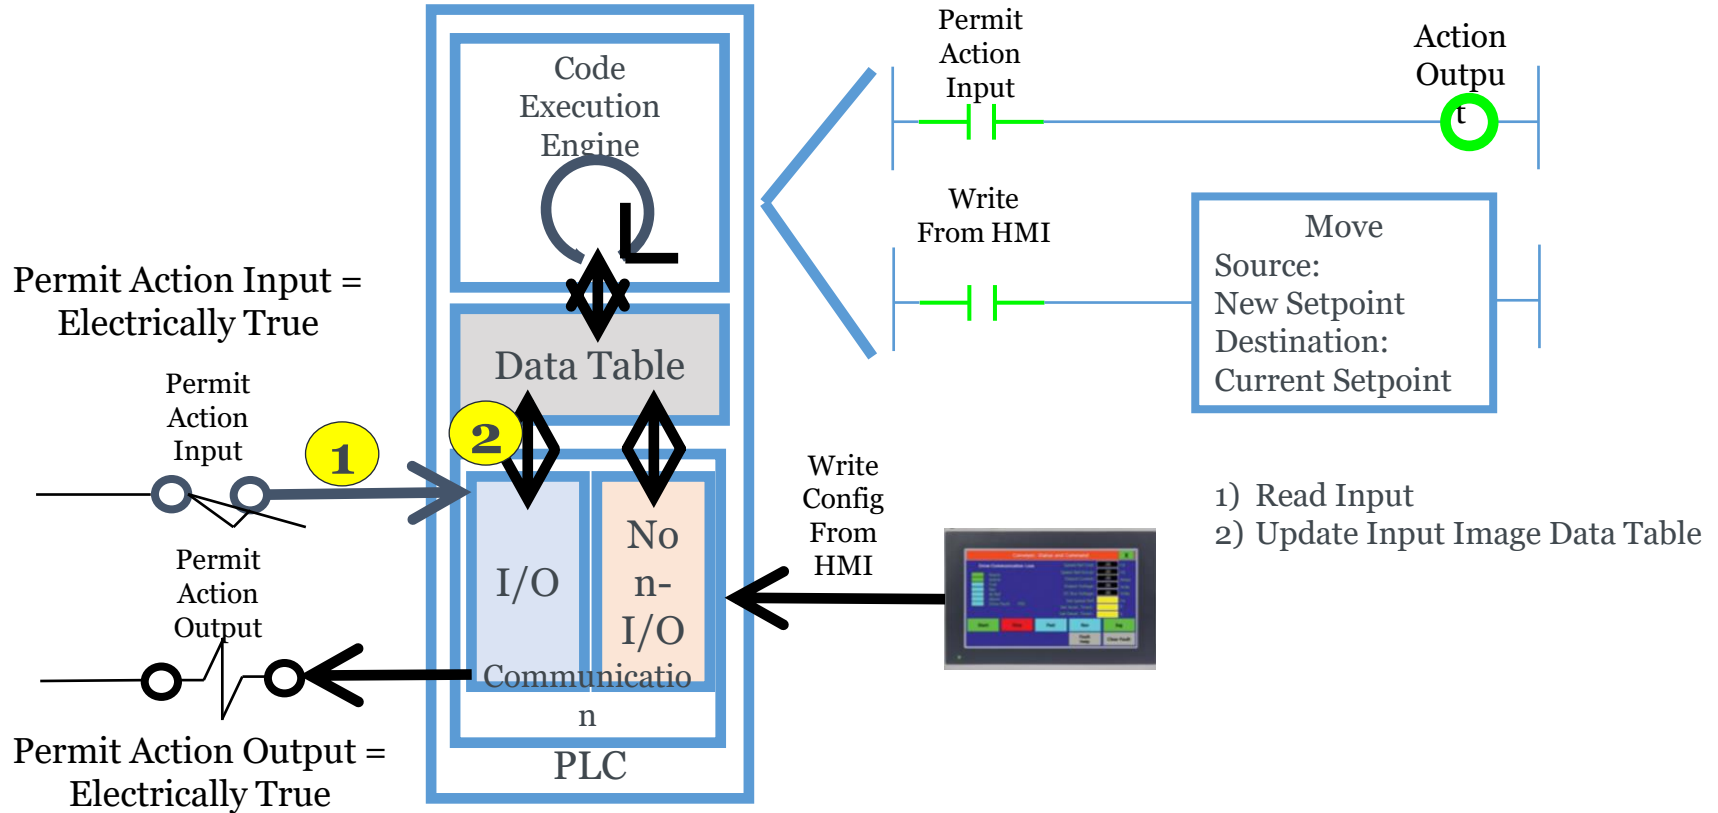 Code
Execution
Engine
Data Table
I/O
No
n-
I/O
Communicatio
n
PLC
Permit Action Input =
Electrically True
Permit
Action
Input
1
2
Permit
Action
Output
Permit Action Output =
Electrically True
Permit
Action
Input
Action
Outpu
t
Write
From HMI
Move
Source:
New Setpoint
Destination:
Current Setpoint
Write
Config
From
HMI
Clear Fault
1) Read Input
2) Update Input Image Data Table